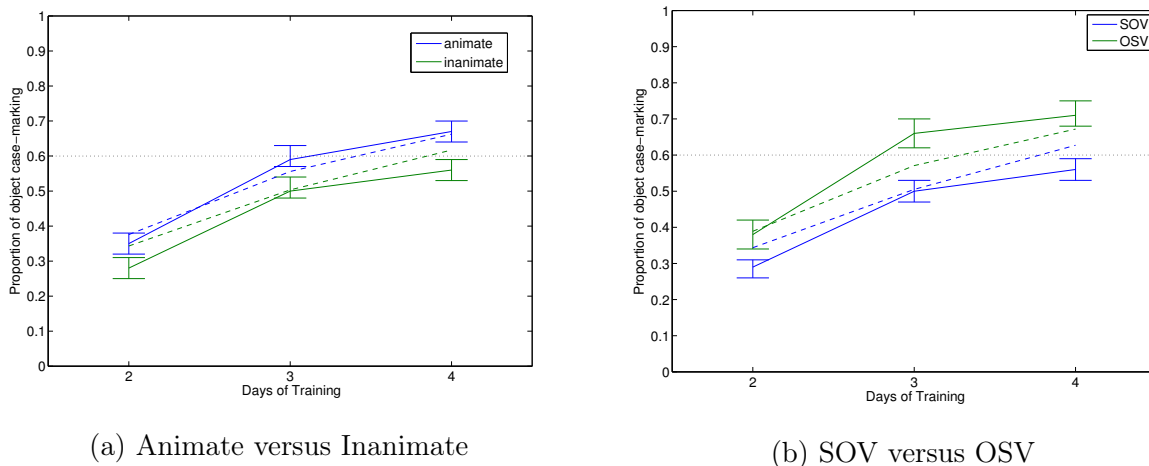 1
0.9
0.8
0.7
0.6
0.5
0.4
0.3
0.2
0.1
0
Proportion of object case−marking
animate
inanimate
2 3 4
Days of Training
(a) Animate versus Inanimate
1
0.9
0.8
0.7
0.6
0.5
0.4
0.3
0.2
0.1
0
Proportion of object case−marking
SOV
OSV
2 3 4
Days of Training
(b) SOV versus OSV